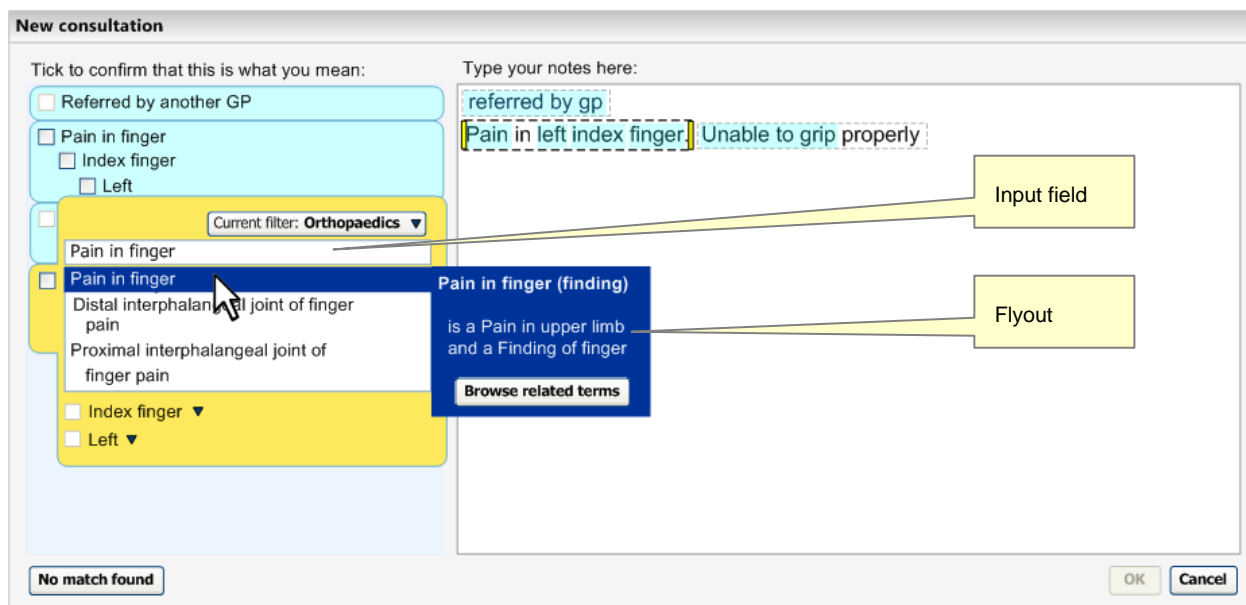 New consultation
Tick to confirm that this is what you mean:
Referred by another GP
Pain in finger
Index finger
Left
Current filter: Orthopaedics
Pain in finger
Pain in finger
Distal interphalangeal joint of finger
pain
Proximal interphalangeal joint of
finger pain
Index finger
Left
Pain in finger (finding)
is a Pain in upper limb
and a Finding of finger
Browse related terms
Type your notes here:
referred by gp
Pain in left index finger. Unable to grip properly
Input field
Flyout
No match found
OK
Cancel